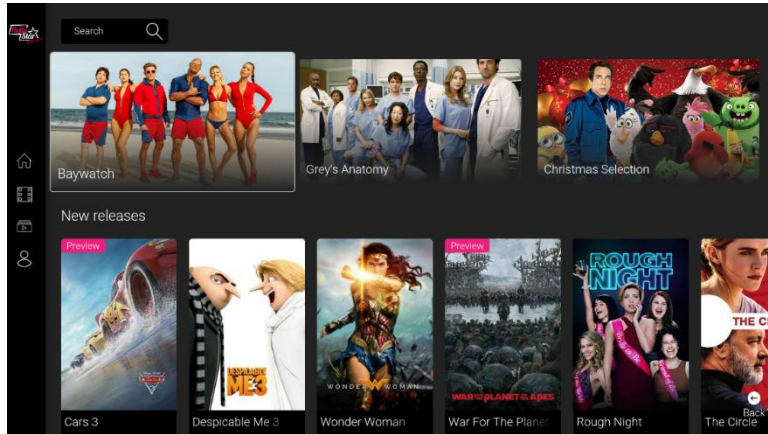 Star
Search
Baywatch
Grey's Anatomy
Christmas Selection
New releases
Preview
Cars 3
DESPICABLE
ME3
Despicable Me 3
WONDER WOMAN
Wonder Woman
Preview
WAR FOR THE PLANET OF THE APES
War For The Planet
ROUGH
NIGHT
Rough Night
THE CI
The Circle
Back